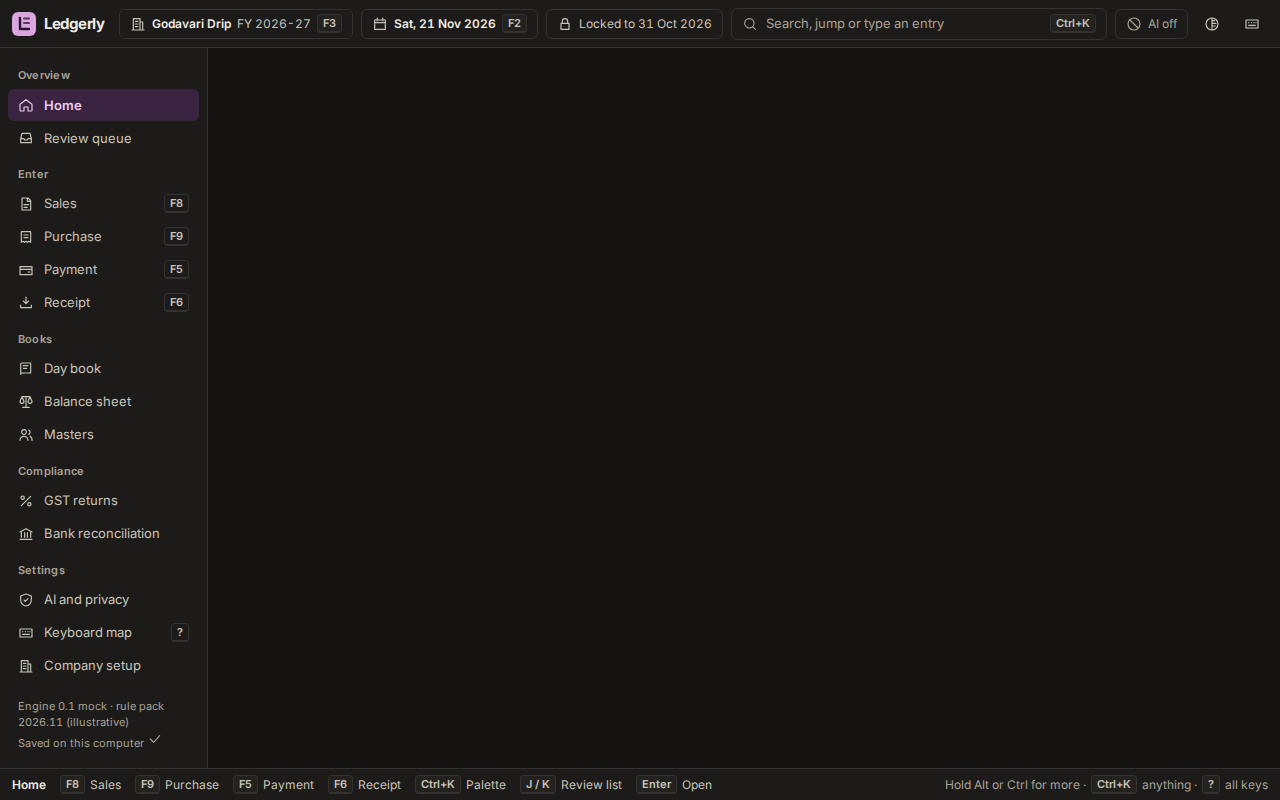 Ledgerly
Godavari Drip FY 2026-27 F3
Sat, 21 Nov 2026 F2
Locked to 31 Oct 2026
Search, jump or type an entry Ctrl+K
AI off
Overview
Home
Review queue
Enter
Sales F8
Purchase F9
Payment F5
Receipt F6
Books
Day book
Balance sheet
Masters
Compliance
GST returns
Bank reconciliation
Settings
AI and privacy
Keyboard map ?
Company setup
Engine 0.1 mock · rule pack
2026.11 (illustrative)
Saved on this computer
Home F8 Sales F9 Purchase F5 Payment F6 Receipt Ctrl+K Palette J / K Review list Enter Open Hold Alt or Ctrl for more · Ctrl+K anything · ? all keys